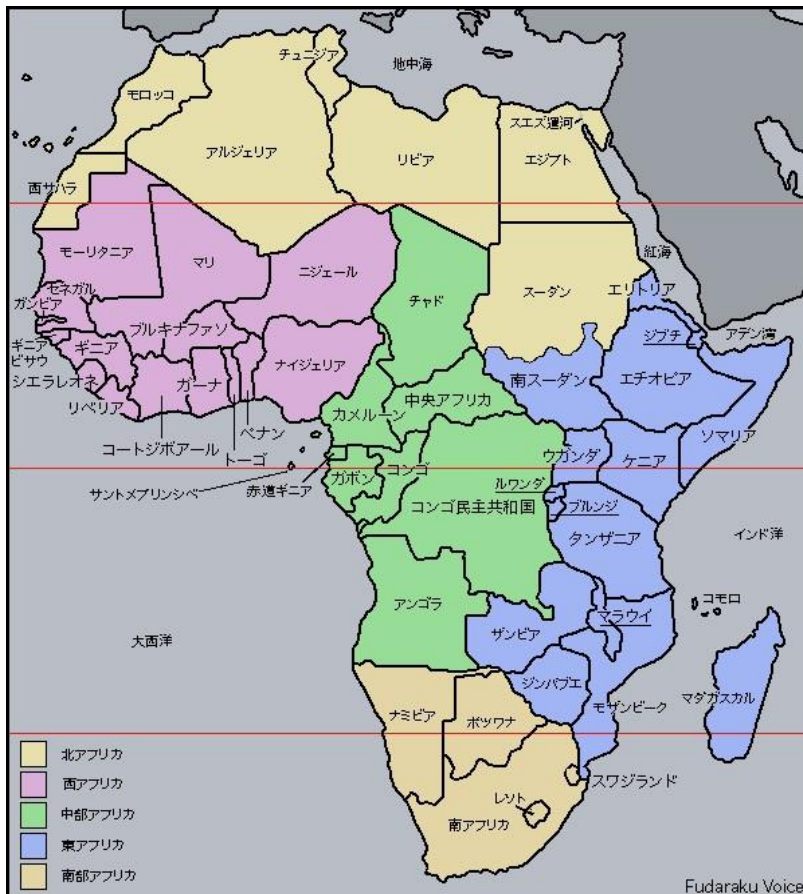 チュニジア
地中海
モロッコ
アルジェリア
リビア
スエズ運河
エジプト
西サハラ
モーリタニア
マリ
ニジェール
チャド
スーダン
紅海
エリトリア
セネガル
ガンビア
ブルキナファソ
ギニア
ビサウ
ギニア
シエラレオネ
リベリア
ガーナ
ナイジェリア
コートジボアール
トーゴ
ベナン
カメルーン
中央アフリカ
南スーダン
エチオピア
ジブチ
アデン湾
ソマリア
サントメプリンシベ
赤道ギニア
ガボン
コンゴ
コンゴ民主共和国
ウガンダ
ケニア
ルワンダ
ブルンジ
タンザニア
インド洋
アンゴラ
ザンビア
マラウイ
コモロ
大西洋
ナミビア
ボツワナ
ジンバブエ
モザンビーク
マダガスカル
スワジランド
レソト
南アフリカ
北アフリカ
西アフリカ
中部アフリカ
東アフリカ
南部アフリカ
Fudaraku Voice